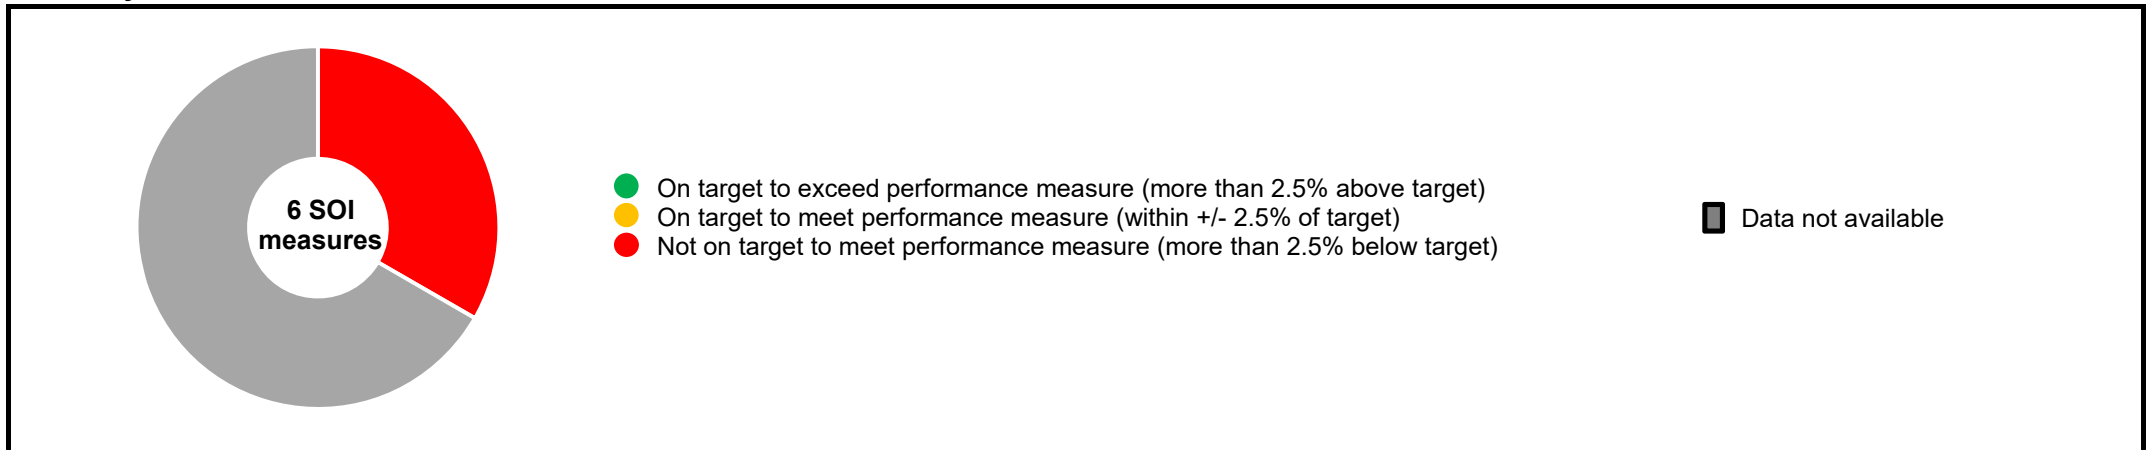 6 SOI
measures
On target to exceed performance measure (more than 2.5% above target)
On target to meet performance measure (within +/- 2.5% of target)
Not on target to meet performance measure (more than 2.5% below target)
Data not available